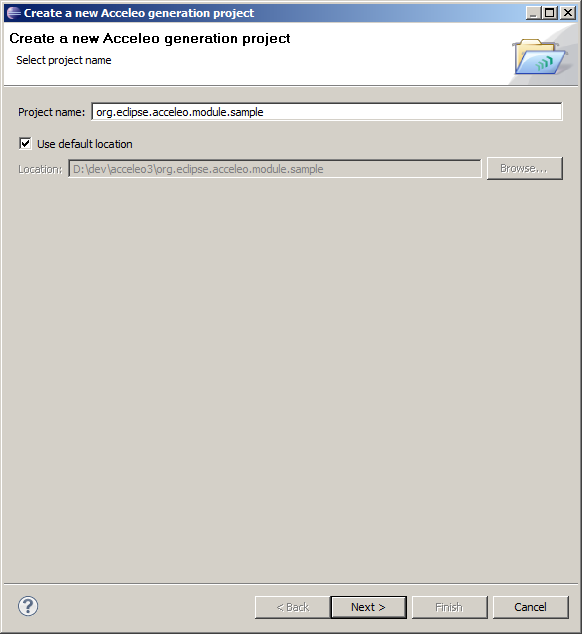 Create a new Acceleo generation project
Create a new Acceleo generation project
Select project name
Project name: org.eclipse.acceleo.module.sample
Use default location
Location: D:\dev\acceleo3\org.eclipse.acceleo.module.sample Browse...
? < Back Next > Finish Cancel